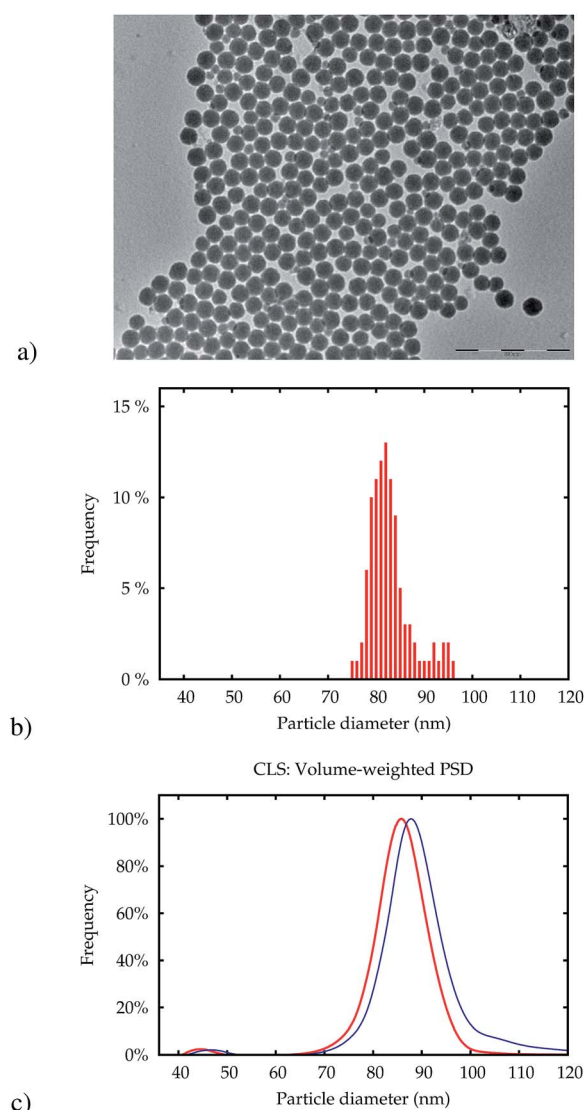 a)
15 %
10 %
5 %
0 %
Frequency
40 50 60 70 80 90 100 110 120
Particle diameter (nm)
b)
CLS: Volume-weighted PSD
100%
80%
60%
40%
20%
0%
Frequency
40 50 60 70 80 90 100 110 120
Particle diameter (nm)
c)